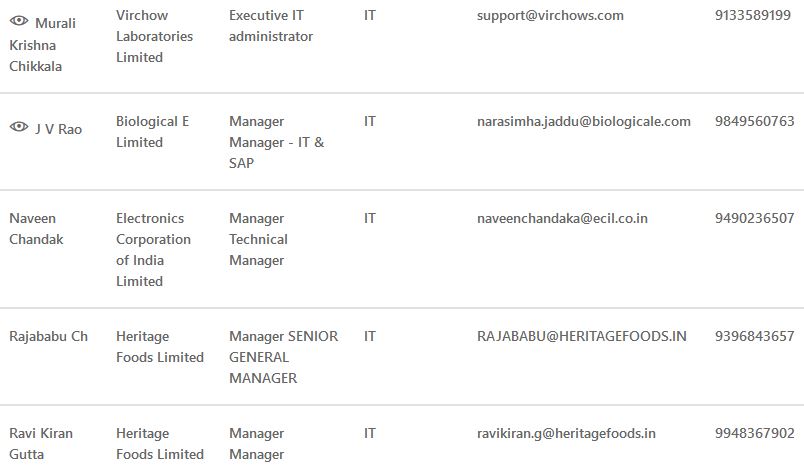 Murali Krishna Chikkala	Virchow Laboratories Limited	Executive IT administrator	IT	support@virchows.com	9133589199
J V Rao	Biological E Limited	Manager Manager - IT & SAP	IT	narasimha.jaddu@biologicale.com	9849560763
Naveen Chandak	Electronics Corporation of India Limited	Manager Technical Manager	IT	naveenchandaka@ecil.co.in	9490236507
Rajababu Ch	Heritage Foods Limited	Manager SENIOR GENERAL MANAGER	IT	RAJABABU@HERITAGEFOODS.IN	9396843657
Ravi Kiran Gutta	Heritage Foods Limited	Manager Manager	IT	ravikiran.g@heritagefoods.in	9948367902